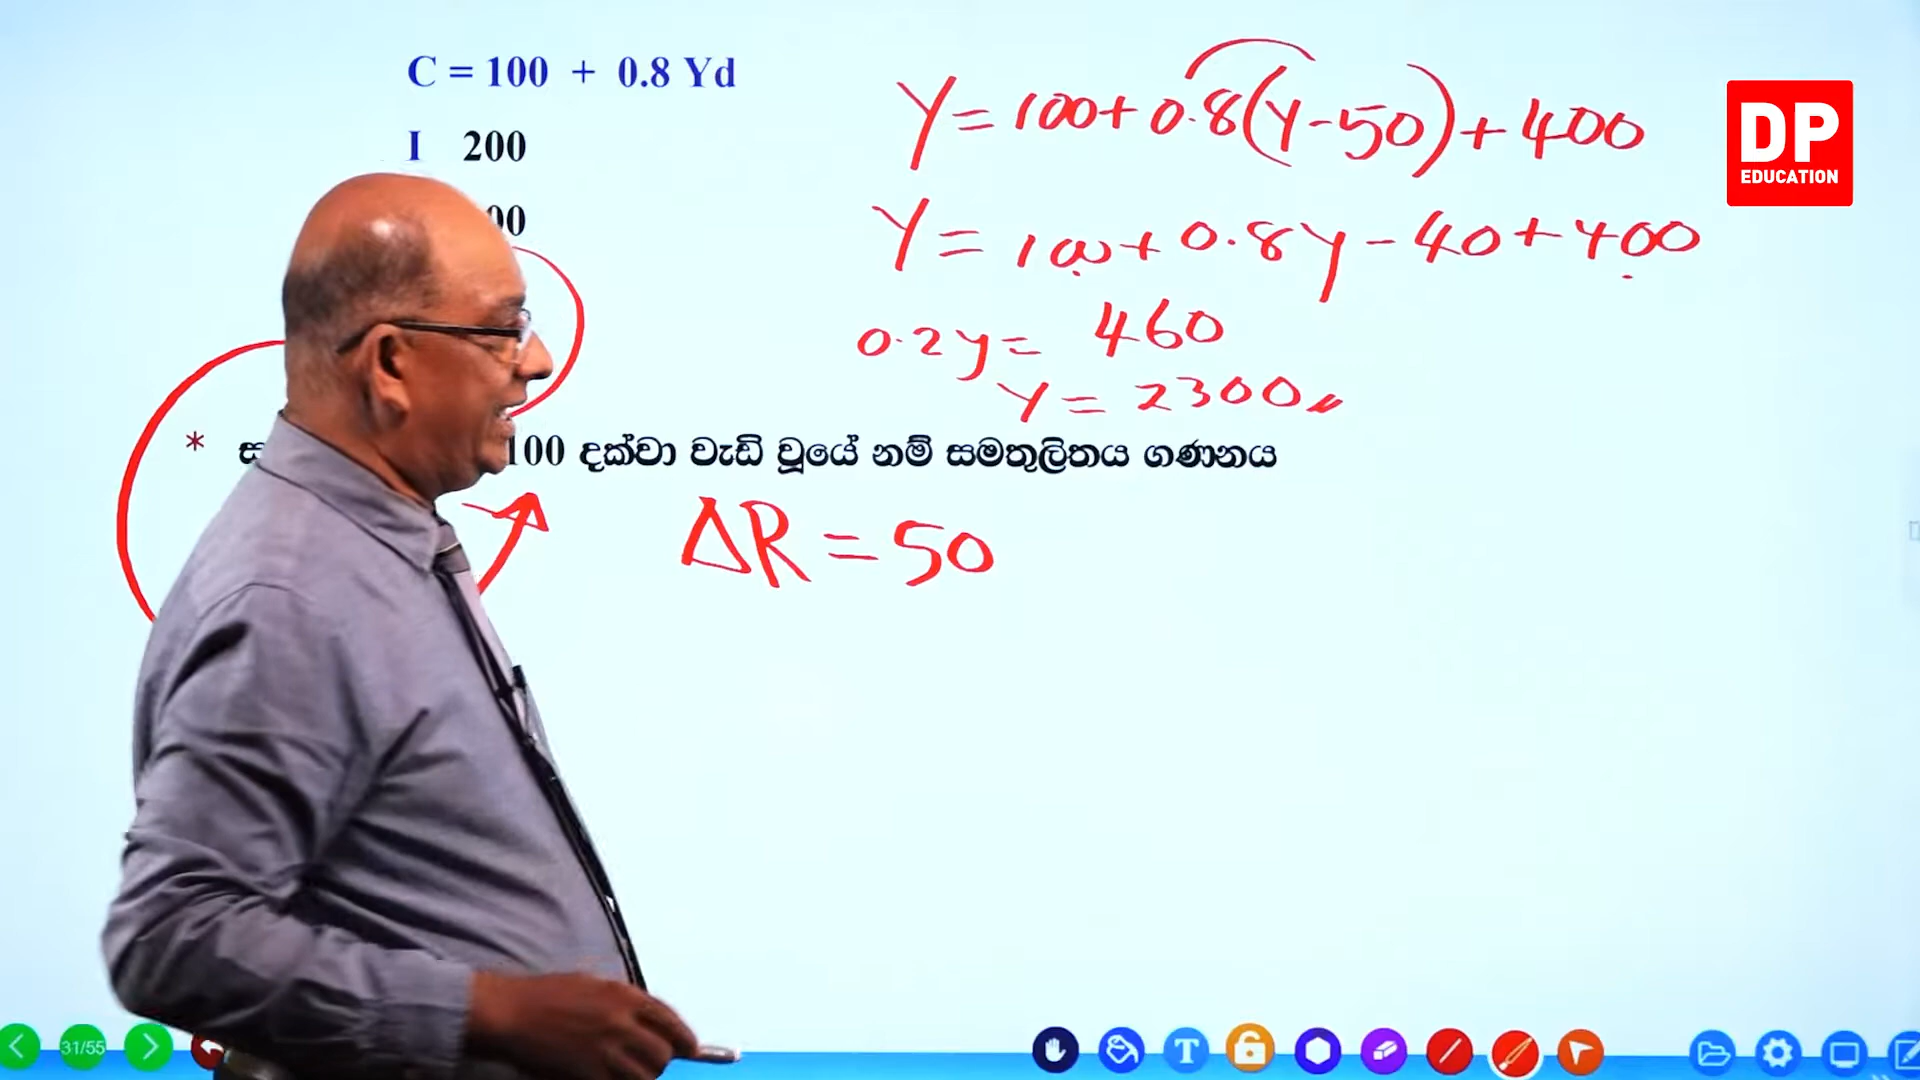 C = 100 + 0.8 Yd
I 200
00
Y = 100 + 0.8(Y - 50) + 400
Y = 100 + 0.8y - 40 + 400
0.2y = 460
Y = 2300
* 100 දක්වා වැඩි වූයේ නම් සමතුලිතය ගණනය
ΔR = 50
DP
EDUCATION
31/55
T